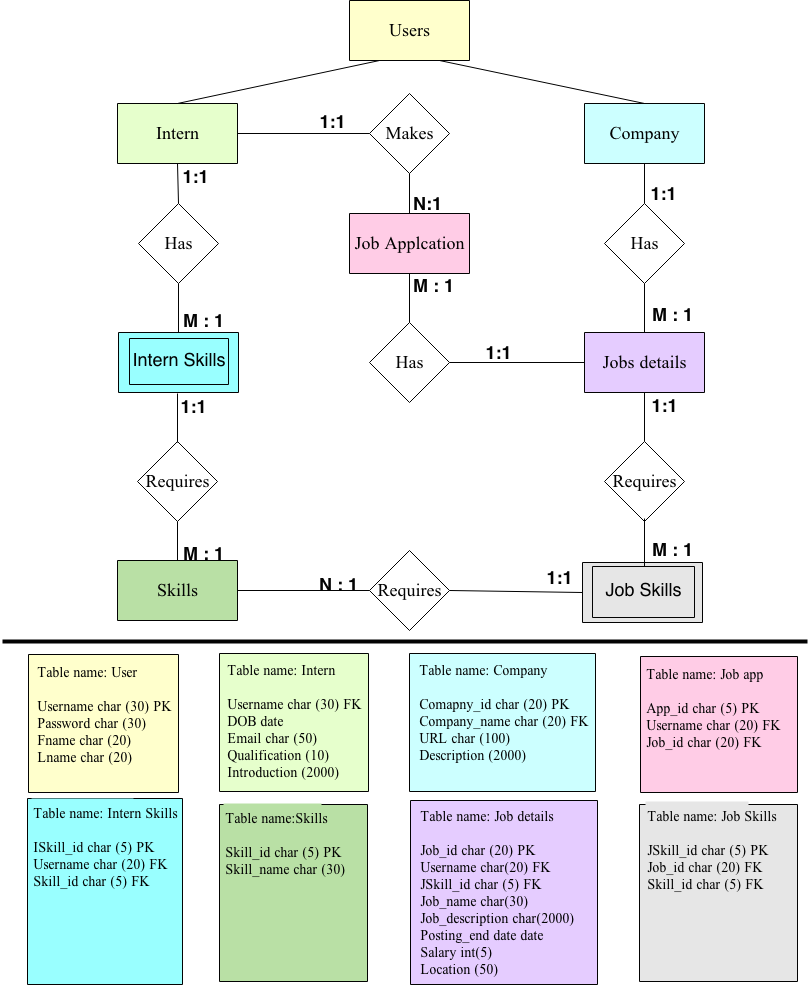 Users
Intern
1:1
Makes
Company
1:1
N:1
1:1
Has
Job Applcation
Has
M : 1
M : 1
M : 1
Intern Skills
Has
1:1
Jobs details
1:1
1:1
Requires
Requires
M : 1
M : 1
Skills
N : 1
Requires
1:1
Job Skills
Table name: User
Username char (30) PK
Password char (30)
Fname char (20)
Lname char (20)
Table name: Intern
Username char (30) FK
DOB date
Email char (50)
Qualification (10)
Introduction (2000)
Table name: Company
Comapny_id char (20) PK
Company_name char (20) FK
URL char (100)
Description (2000)
Table name: Job app
App_id char (5) PK
Username char (20) FK
Job_id char (20) FK
Table name: Intern Skills
ISkill_id char (5) PK
Username char (20) FK
Skill_id char (5) FK
Table name:Skills
Skill_id char (5) PK
Skill_name char (30)
Table name: Job details
Job_id char (20) PK
Username char(20) FK
JSkill_id char (5) FK
Job_name char(30)
Job_description char(2000)
Posting_end date date
Salary int(5)
Location (50)
Table name: Job Skills
JSkill_id char (5) PK
Job_id char (20) FK
Skill_id char (5) FK